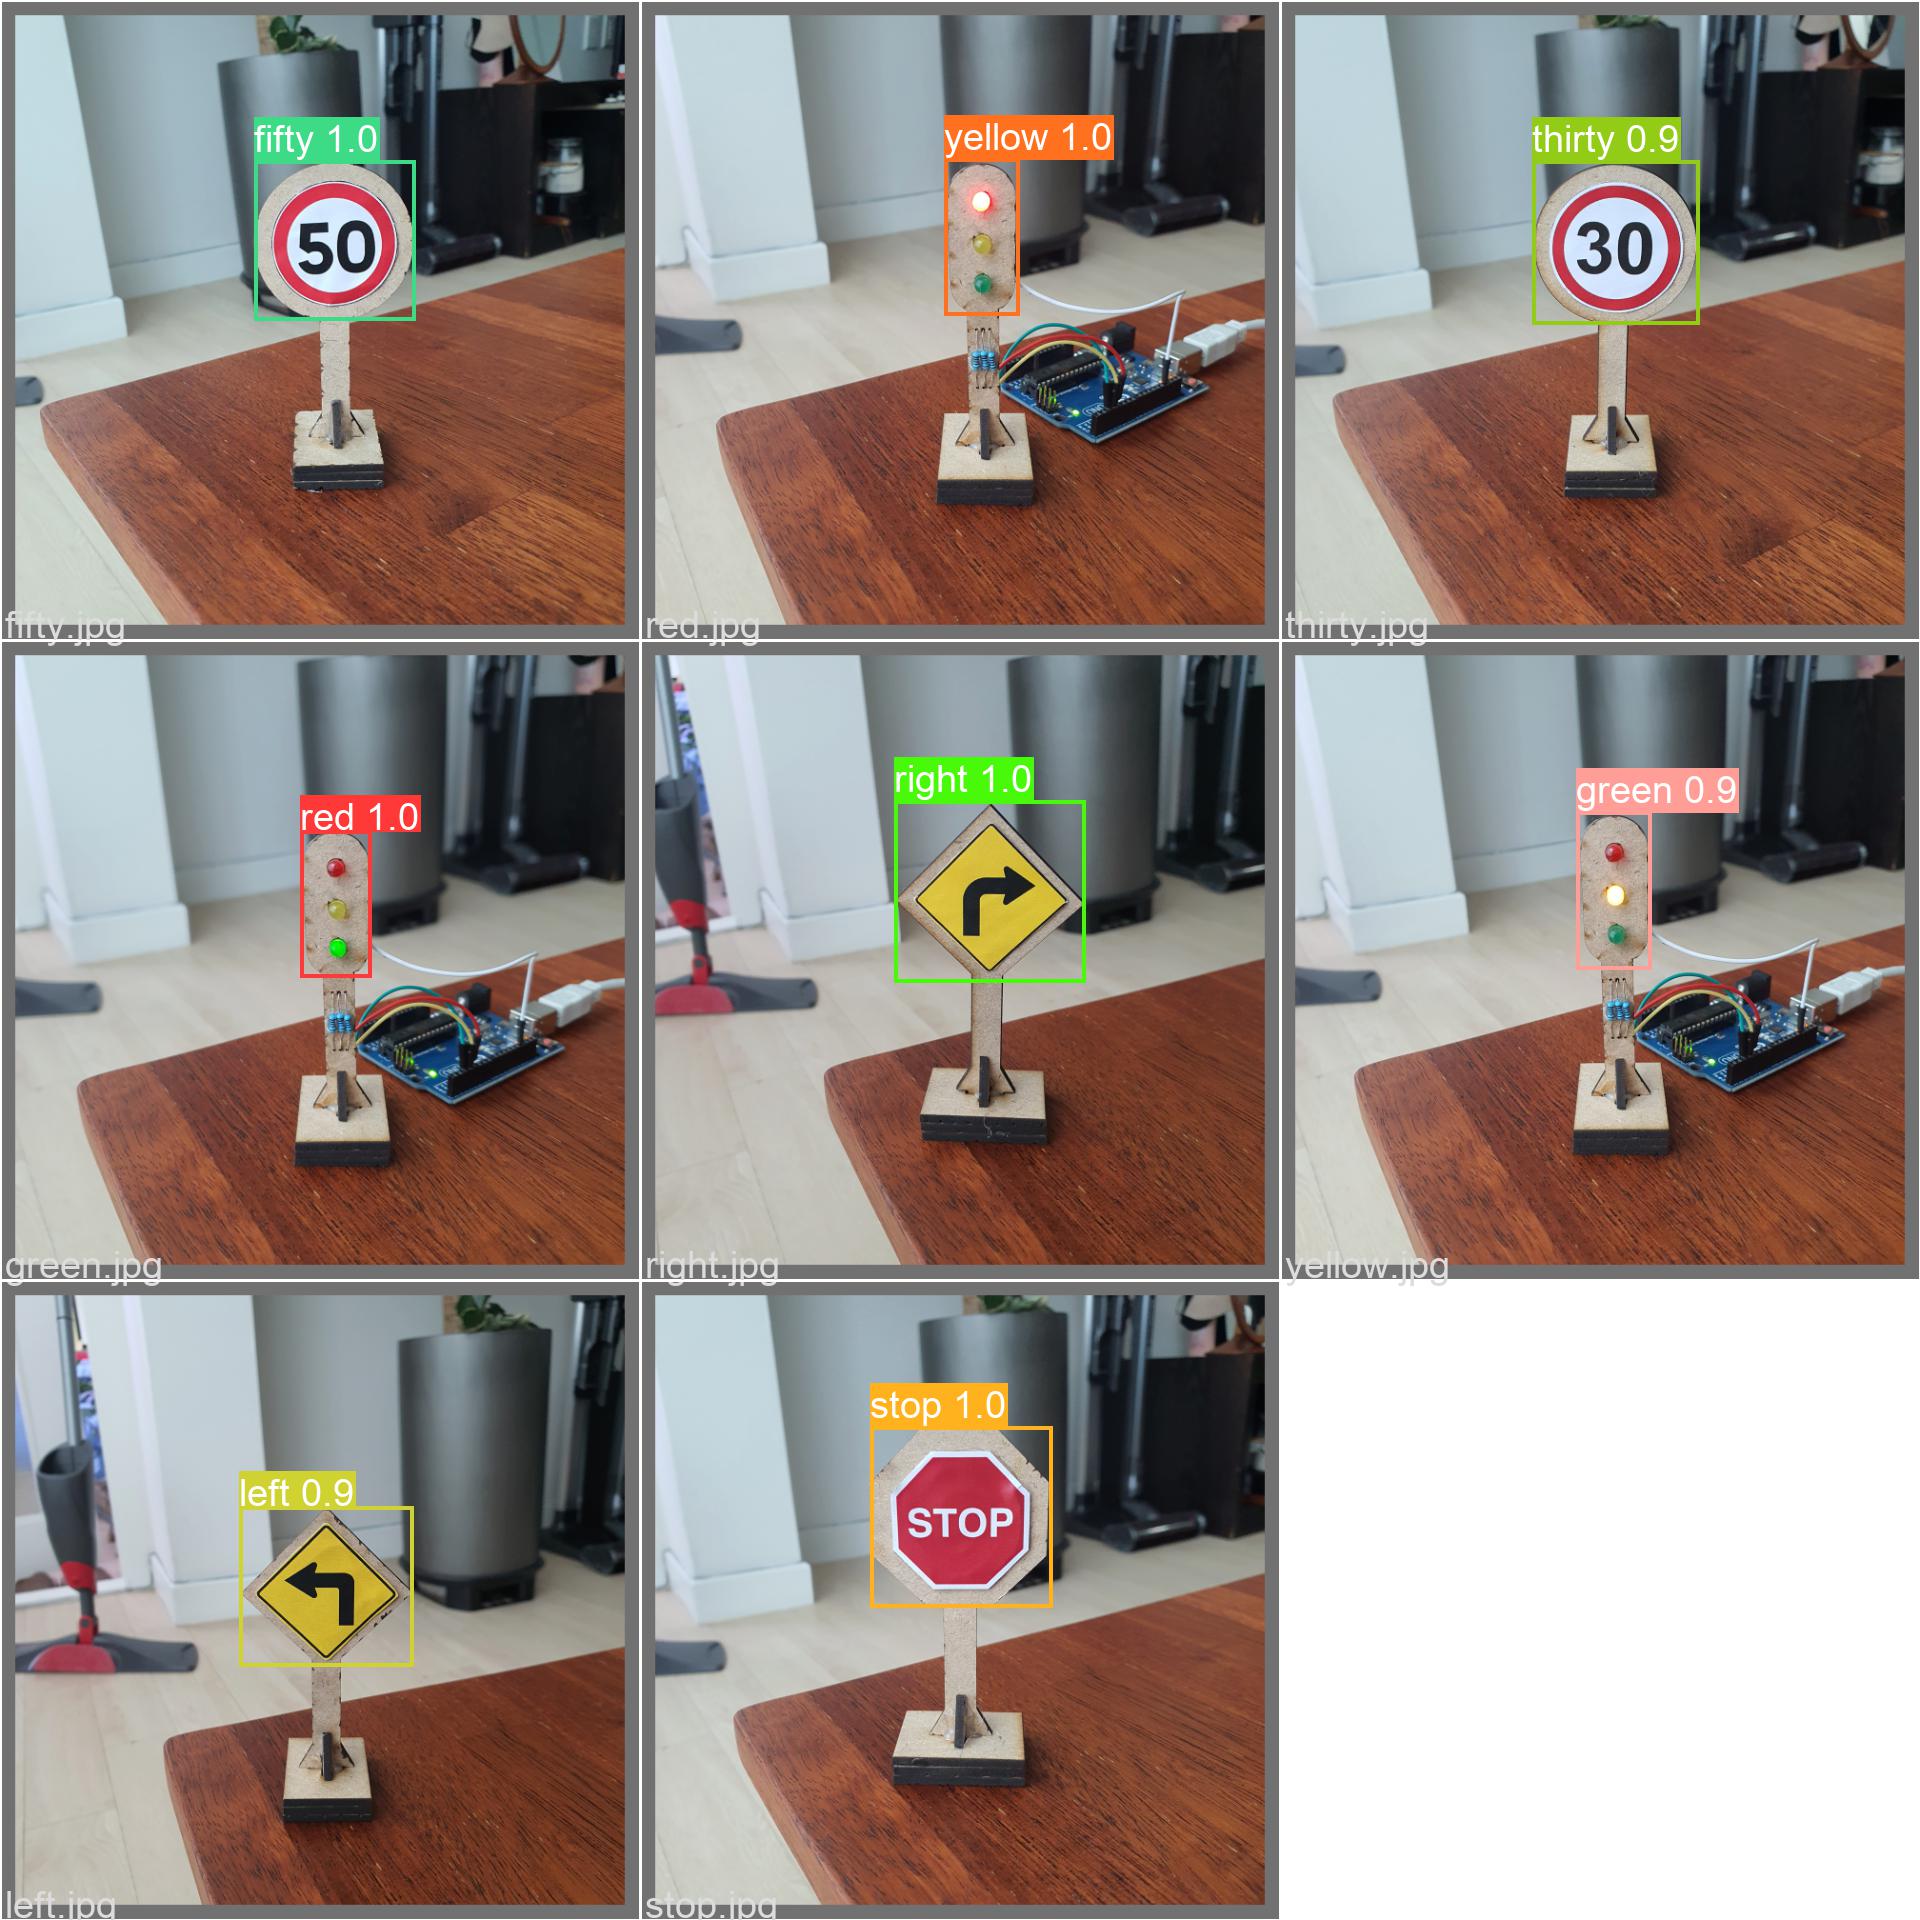 fifty 1.0
50
fifty.jpg
yellow 1.0
red.jpg
thirty 0.9
30
thirty.jpg
red 1.0
green.jpg
right 1.0
right.jpg
green 0.9
yellow.jpg
left 0.9
left.jpg
stop 1.0
STOP
stop.jpg